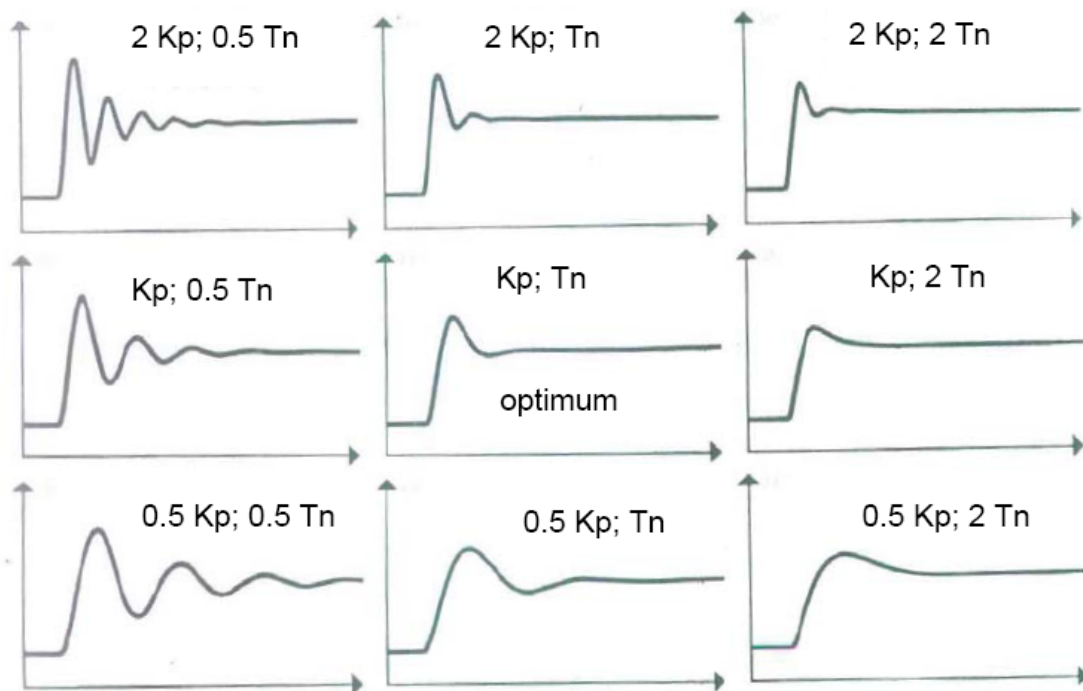 2 Kp; 0.5 Tn
2 Kp; Tn
2 Kp; 2 Tn
Kp; 0.5 Tn
Kp; Tn
Kp; 2 Tn
optimum
0.5 Kp; 0.5 Tn
0.5 Kp; Tn
0.5 Kp; 2 Tn